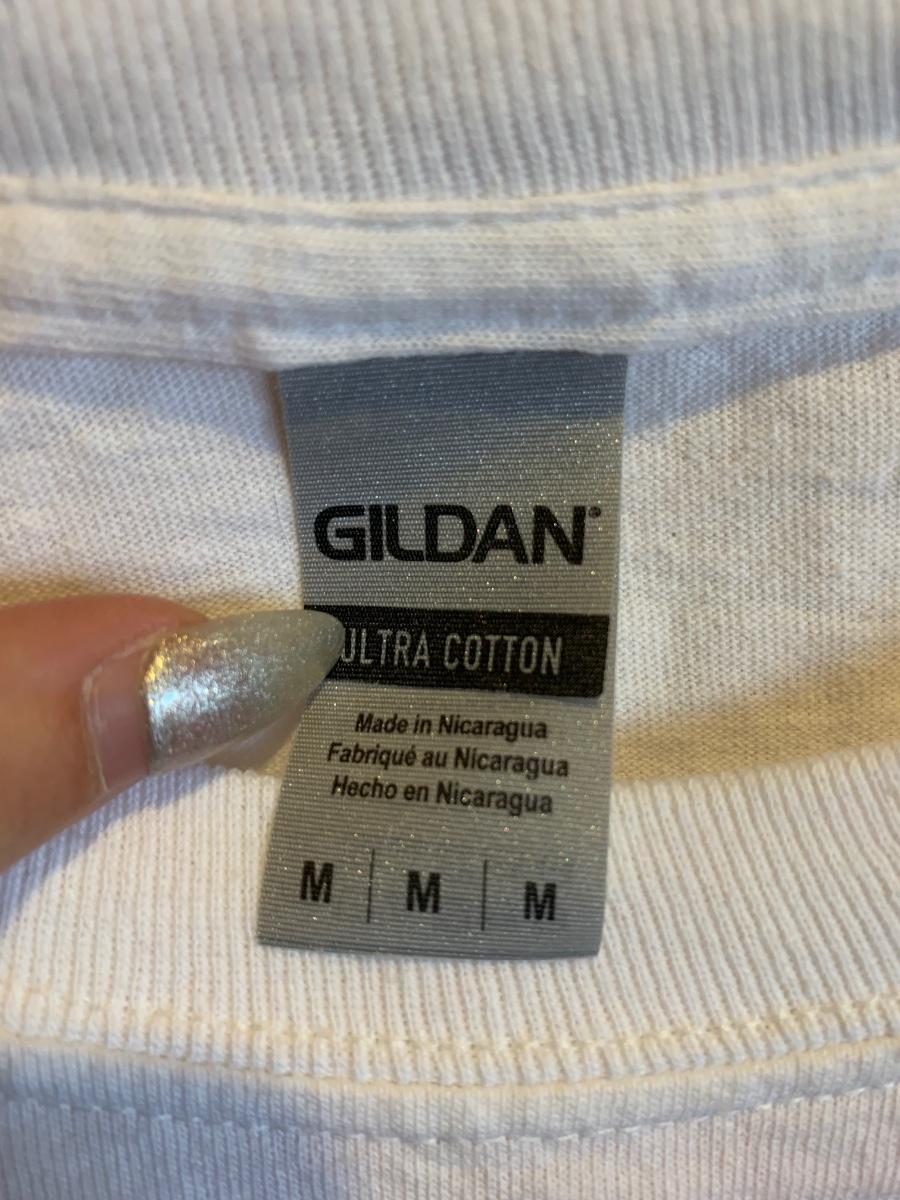 GILDAN®
ULTRA COTTON
Made in Nicaragua
Fabriqué au Nicaragua
Hecho en Nicaragua
M | M | M